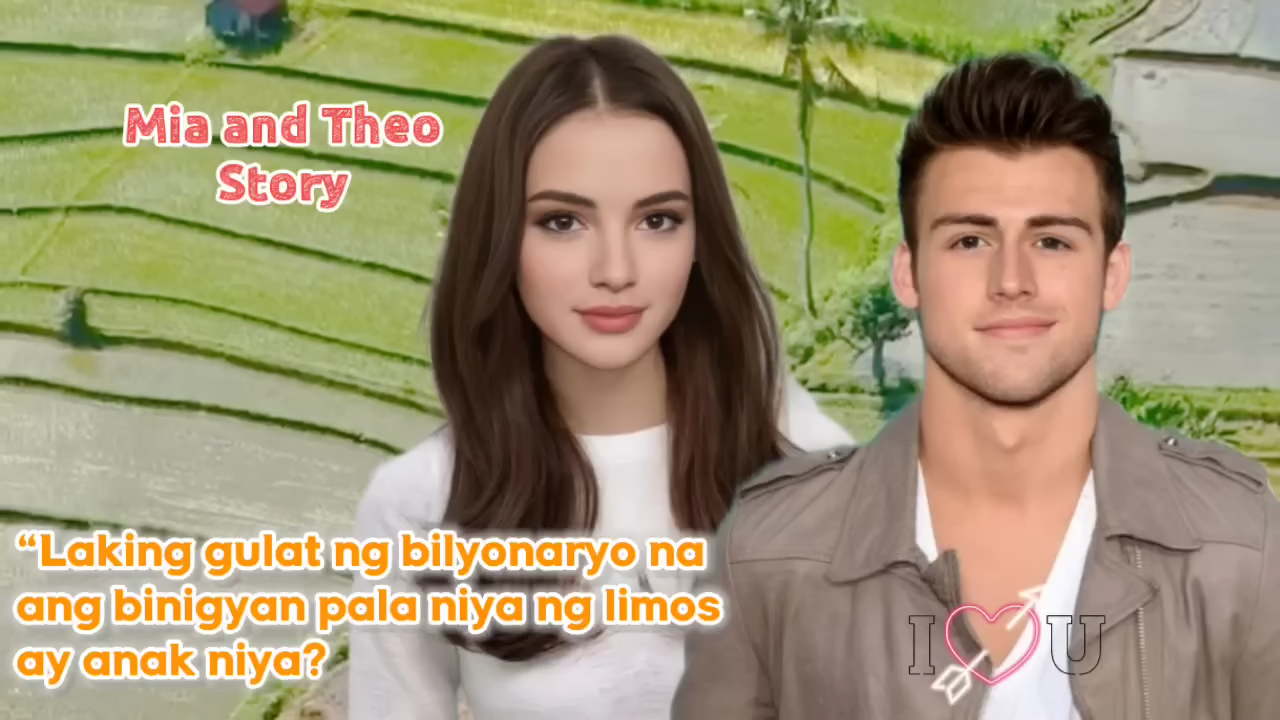 Mia and Theo
Story
“Laking gulat ng bilyonaryo na
ang binigyan pala niya ng limos
ay anak niya?
I U